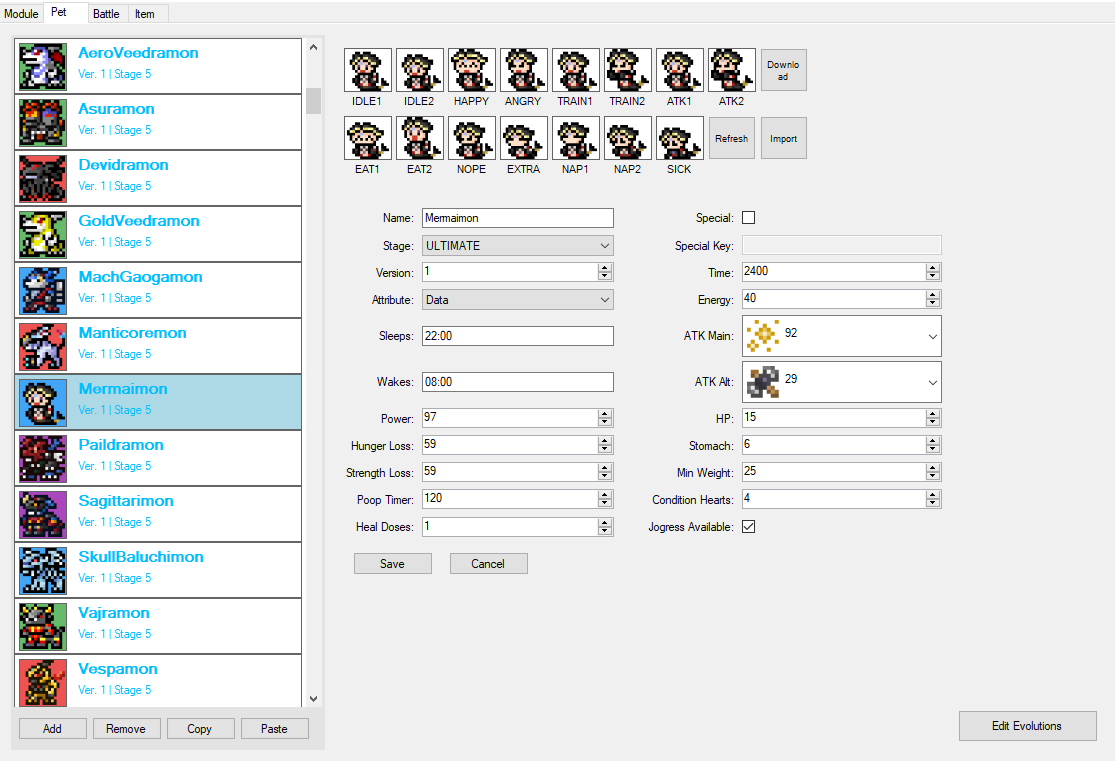 Module Pet Battle Item
AeroVeedramon
Ver. 1 | Stage 5
Asuramon
Ver. 1 | Stage 5
Devidramon
Ver. 1 | Stage 5
GoldVeedramon
Ver. 1 | Stage 5
MachGaogamon
Ver. 1 | Stage 5
Manticoremon
Ver. 1 | Stage 5
Mermaimon
Ver. 1 | Stage 5
Paildramon
Ver. 1 | Stage 5
Sagittarimon
Ver. 1 | Stage 5
SkullBaluchimon
Ver. 1 | Stage 5
Vajramon
Ver. 1 | Stage 5
Vespamon
Ver. 1 | Stage 5
Add Remove Copy Paste
IDLE1 IDLE2 HAPPY ANGRY TRAIN1 TRAIN2 ATK1 ATK2
Downlo
ad
EAT1 EAT2 NOPE EXTRA NAP1 NAP2 SICK
Refresh Import
Name: Mermaimon Special:
Stage: ULTIMATE Special Key:
Version: 1 Time: 2400
Attribute: Data Energy: 40
Sleeps: 22:00 ATK Main: 92
Wakes: 08:00 ATK Alt: 29
Power: 97 HP: 15
Hunger Loss: 59 Stomach: 6
Strength Loss: 59 Min Weight: 25
Poop Timer: 120 Condition Hearts: 4
Heal Doses: 1 Jogress Available:
Save Cancel
Edit Evolutions